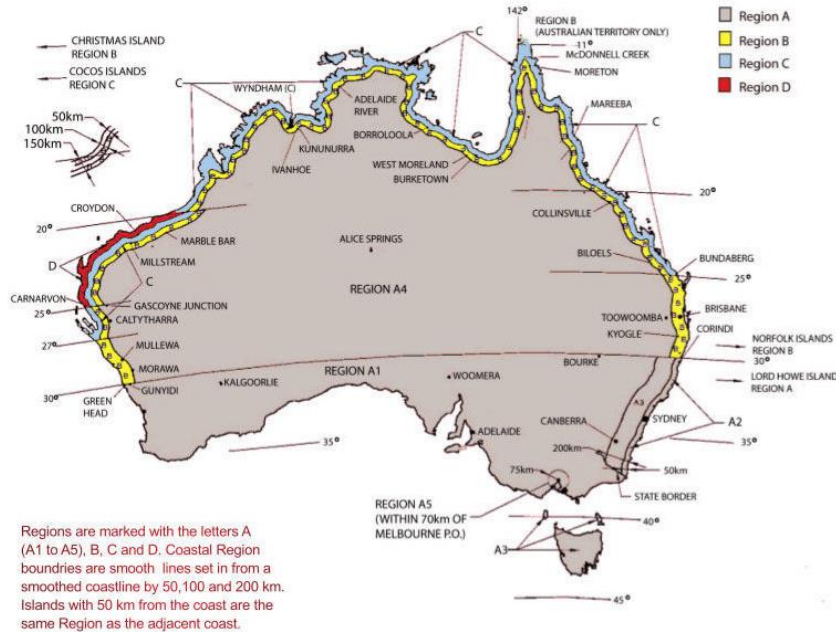 142°
REGION B
(AUSTRALIAN TERRITORY ONLY)
11°
McDONNELL CREEK
MORETON
Region A
Region B
Region C
Region D
CHRISTMAS ISLAND
REGION B
COCOS ISLANDS
REGION C
50km
100km
150km
C
C
WYNDHAM (C)
ADELAIDE
RIVER
BORROLOOLA
KUNUNURRA
IVANHOE
WEST MORELAND
BURKETOWN
MAREEBA
C
20°
COLLINSVILLE
CROYDON
20°
MARBLE BAR
D
MILLSTREAM
C
ALICE SPRINGS
BILOELS
BUNDABERG
25°
CARNARVON
25°
GASCOYNE JUNCTION
CALTYTHARRA
REGION A4
TOOWOOMBA
BRISBANE
KYOGLE
CORINDI
27°
MULLEWA
NORFOLK ISLANDS
REGION B
30°
MORAWA
GUNYIDI
30°
GREEN
HEAD
KALGOORLIE
REGION A1
WOOMERA
BOURKE
LORD HOWE ISLAND
REGION A
A3
SYDNEY
A2
CANBERRA
35°
35°
ADELAIDE
200km
75km
50km
STATE BORDER
REGION A5
(WITHIN 70km OF
MELBOURNE P.O.)
40°
A3
45°
Regions are marked with the letters A
(A1 to A5), B, C and D. Coastal Region
boundries are smooth lines set in from a
smoothed coastline by 50,100 and 200 km.
Islands with 50 km from the coast are the
same Region as the adjacent coast.